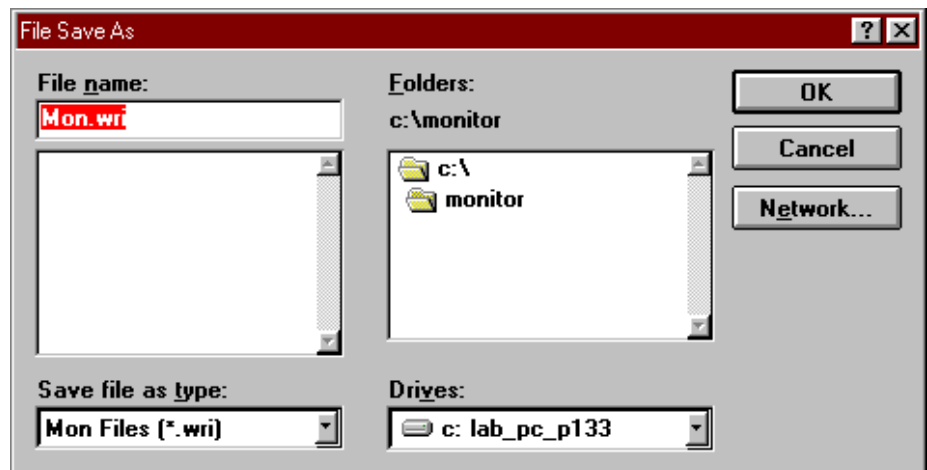 File Save As
File name:
Mon.wri
Folders:
c:\monitor
c:\
monitor
OK
Cancel
Network...
Save file as type:
Mon Files (*.wri)
Drives:
c: lab_pc_p133